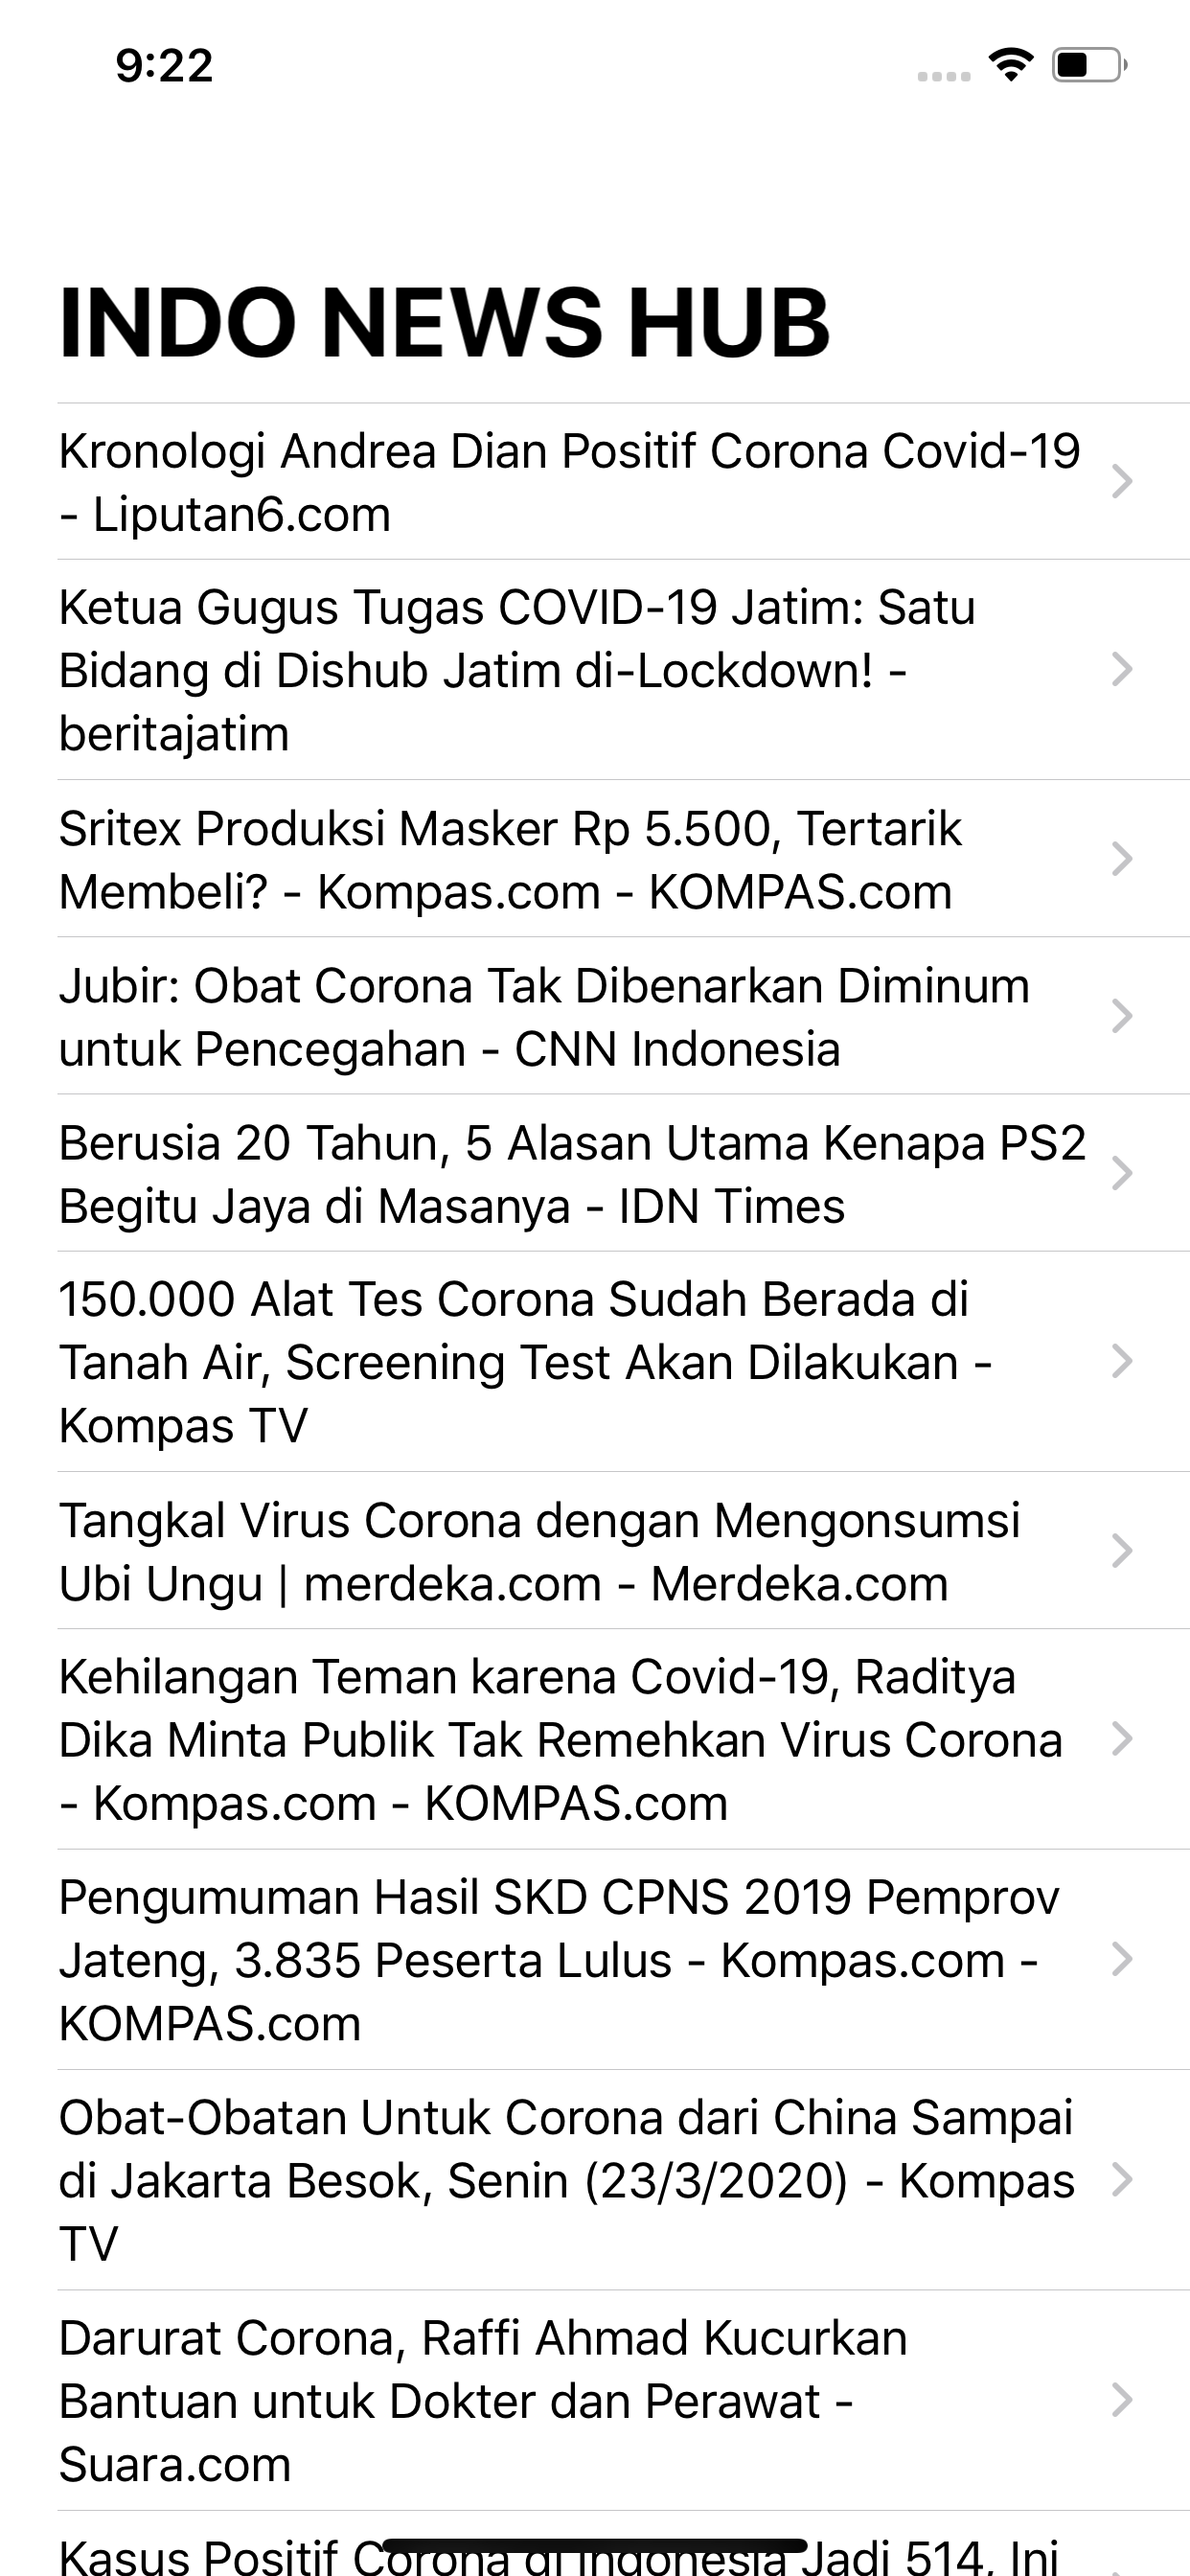 9:22
INDO NEWS HUB
Kronologi Andrea Dian Positif Corona Covid-19
- Liputan6.com
Ketua Gugus Tugas COVID-19 Jatim: Satu
Bidang di Dishub Jatim di-Lockdown! -
beritajatim
Sritex Produksi Masker Rp 5.500, Tertarik
Membeli? - Kompas.com - KOMPAS.com
Jubir: Obat Corona Tak Dibenarkan Diminum
untuk Pencegahan - CNN Indonesia
Berusia 20 Tahun, 5 Alasan Utama Kenapa PS2
Begitu Jaya di Masanya - IDN Times
150.000 Alat Tes Corona Sudah Berada di
Tanah Air, Screening Test Akan Dilakukan -
Kompas TV
Tangkal Virus Corona dengan Mengonsumsi
Ubi Ungu | merdeka.com - Merdeka.com
Kehilangan Teman karena Covid-19, Raditya
Dika Minta Publik Tak Remehkan Virus Corona
- Kompas.com - KOMPAS.com
Pengumuman Hasil SKD CPNS 2019 Pemprov
Jateng, 3.835 Peserta Lulus - Kompas.com -
KOMPAS.com
Obat-Obatan Untuk Corona dari China Sampai
di Jakarta Besok, Senin (23/3/2020) - Kompas
TV
Darurat Corona, Raffi Ahmad Kucurkan
Bantuan untuk Dokter dan Perawat -
Suara.com
Kasus Positif Corona di Indonesia Jadi 514, Ini